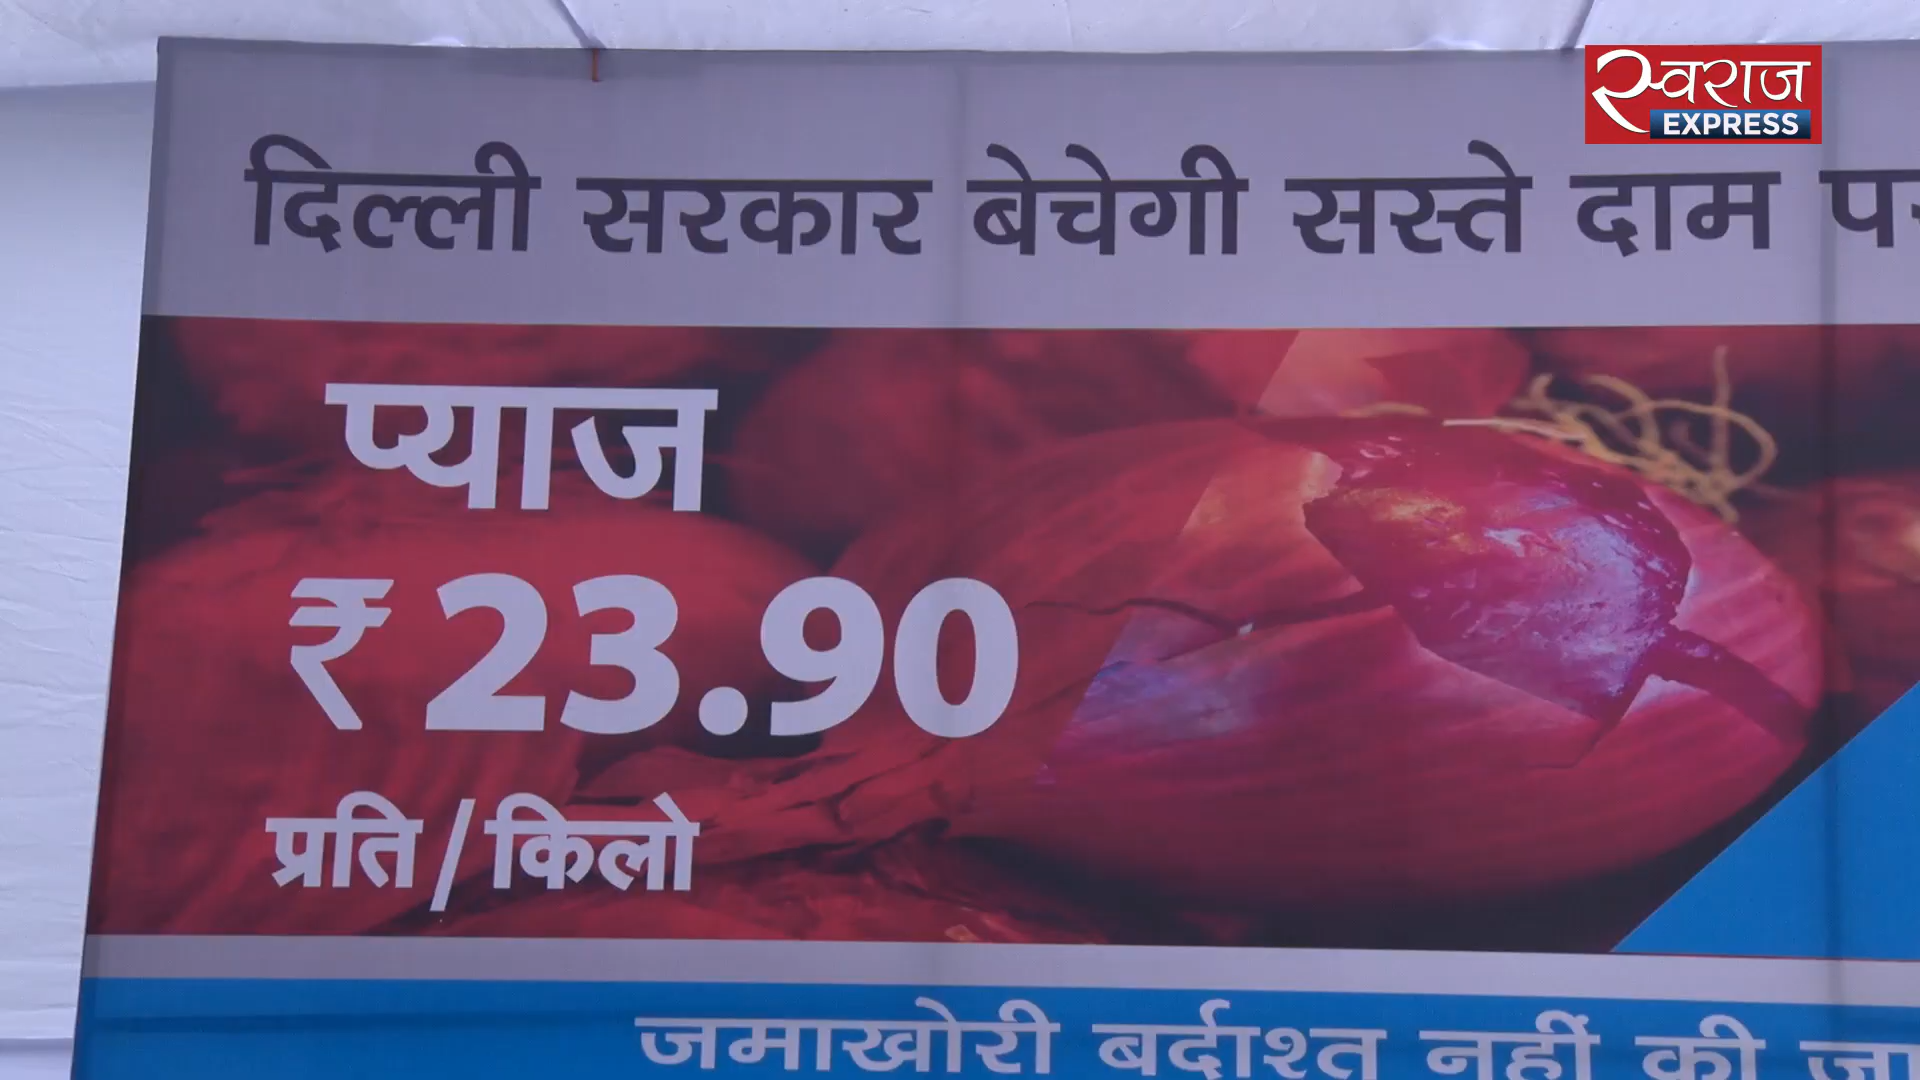 स्वराज
EXPRESS
दिल्ली सरकार बेचेगी सस्ते दाम
प्याज
₹ 23.90
प्रति/किलो
जमाखोरी बर्दाश्त नहीं की